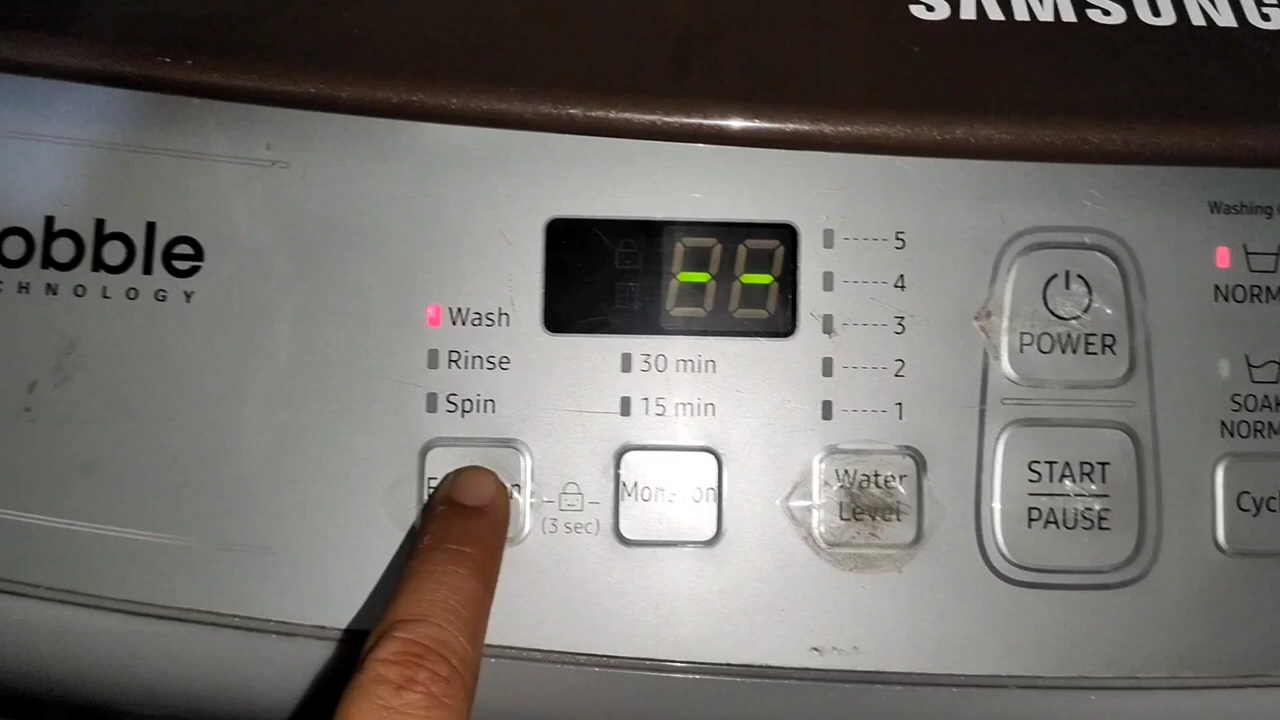 SAMSUNG
obble
CHNOLOGY
Wash
Rinse
Spin
30 min
15 min
5
4
3
2
1
(3 sec)
Water
Level
POWER
START
PAUSE
Washing
NORM
SOAK
NORM
Cyc